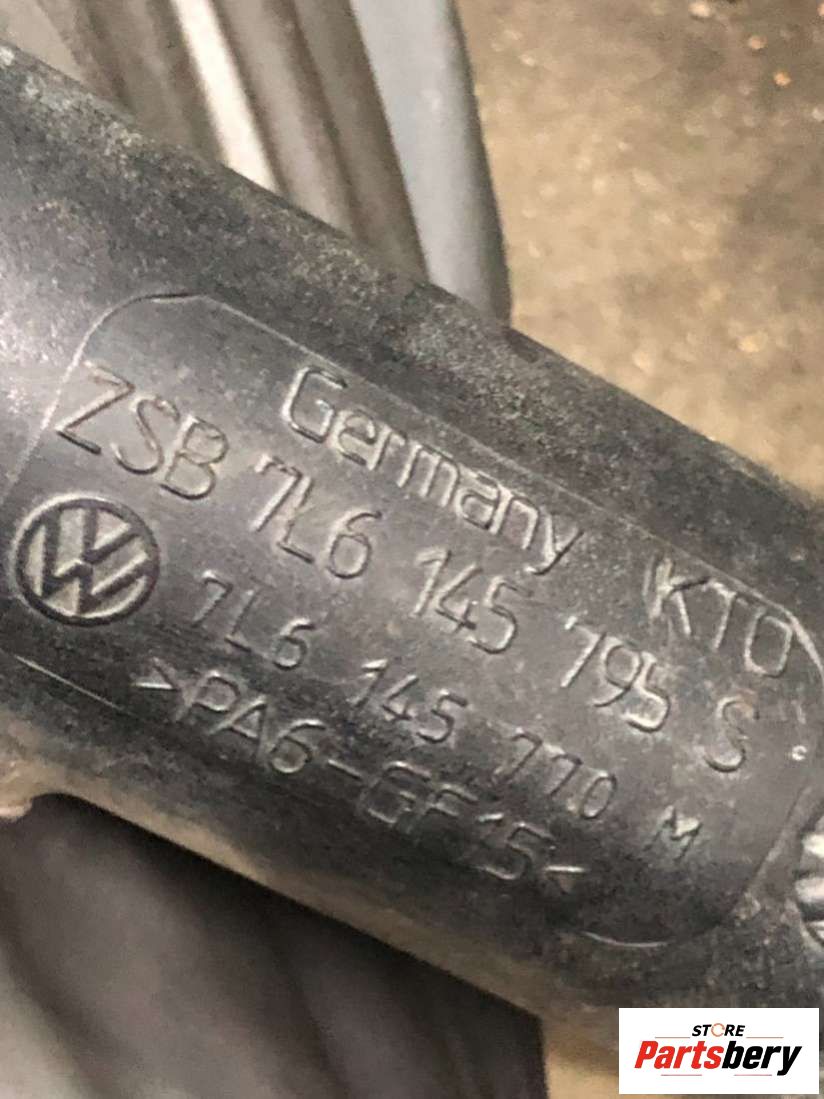 Germany KTO
ZSB 7L6 145 795 S
7L6 145 770 M
>PA6-GF15<
STORE
Partsbery